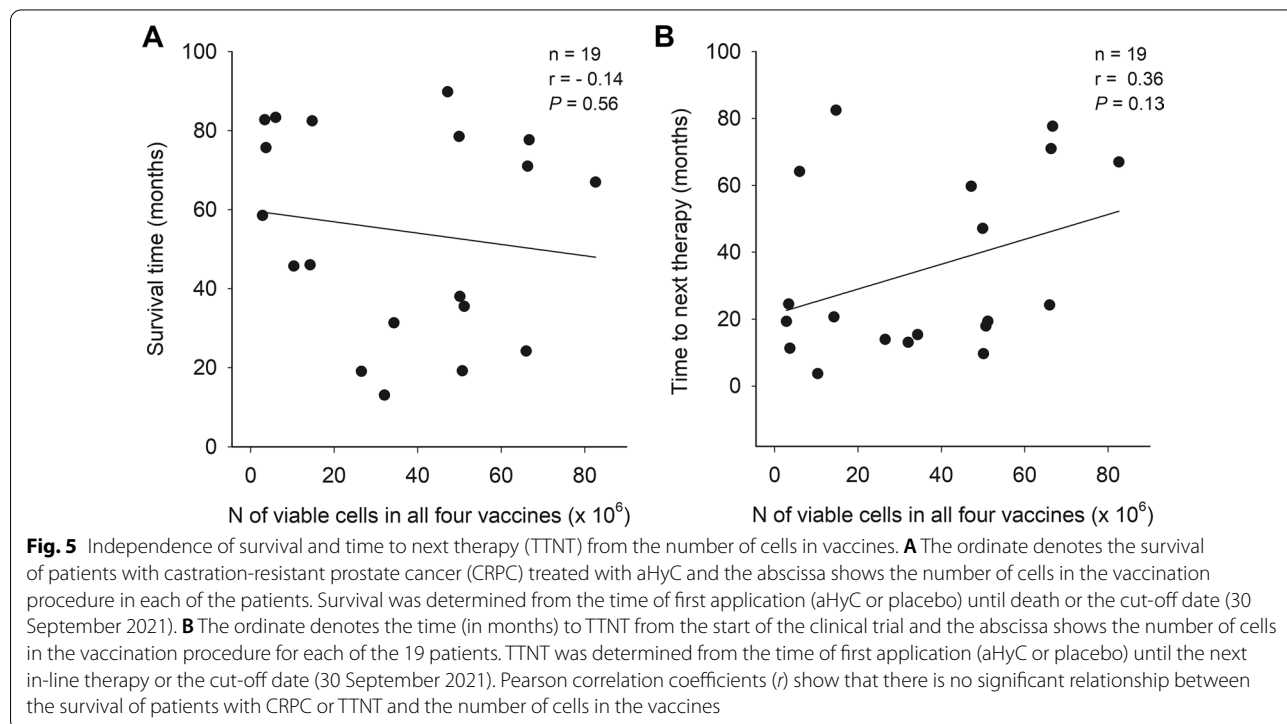 A
100
80
60
40
20
0
Survival time (months)
n = 19
r = - 0.14
P = 0.56
0 20 40 60 80
N of viable cells in all four vaccines (x 10⁶)
B
100
80
60
40
20
0
Time to next therapy (months)
n = 19
r = 0.36
P = 0.13
0 20 40 60 80
N of viable cells in all four vaccines (x 10⁶)
Fig. 5 Independence of survival and time to next therapy (TTNT) from the number of cells in vaccines. A The ordinate denotes the survival
of patients with castration-resistant prostate cancer (CRPC) treated with aHyC and the abscissa shows the number of cells in the vaccination
procedure in each of the patients. Survival was determined from the time of first application (aHyC or placebo) until death or the cut-off date (30
September 2021). B The ordinate denotes the time (in months) to TTNT from the start of the clinical trial and the abscissa shows the number of cells
in the vaccination procedure for each of the 19 patients. TTNT was determined from the time of first application (aHyC or placebo) until the next
in-line therapy or the cut-off date (30 September 2021). Pearson correlation coefficients (r) show that there is no significant relationship between
the survival of patients with CRPC or TTNT and the number of cells in the vaccines